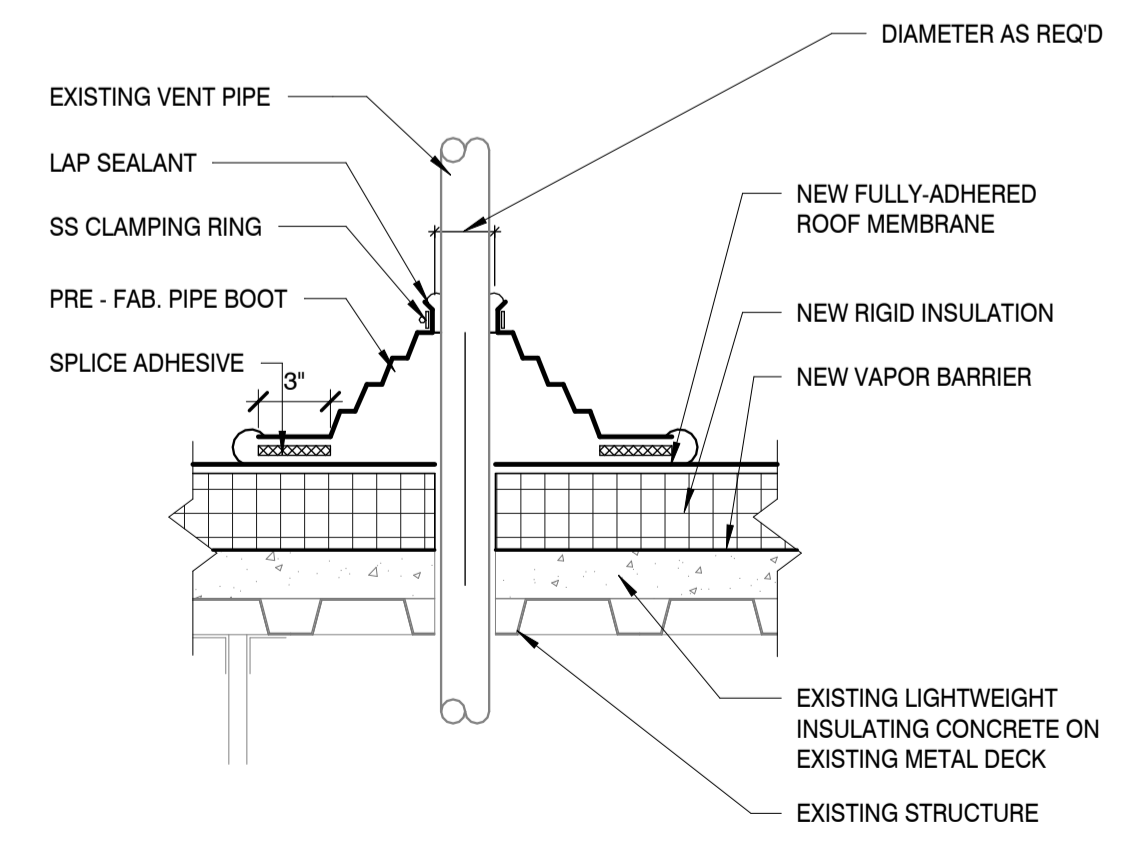 DIAMETER AS REQ'D
EXISTING VENT PIPE
LAP SEALANT
SS CLAMPING RING
PRE - FAB. PIPE BOOT
SPLICE ADHESIVE
3"
NEW FULLY-ADHERED
ROOF MEMBRANE
NEW RIGID INSULATION
NEW VAPOR BARRIER
EXISTING LIGHTWEIGHT
INSULATING CONCRETE ON
EXISTING METAL DECK
EXISTING STRUCTURE